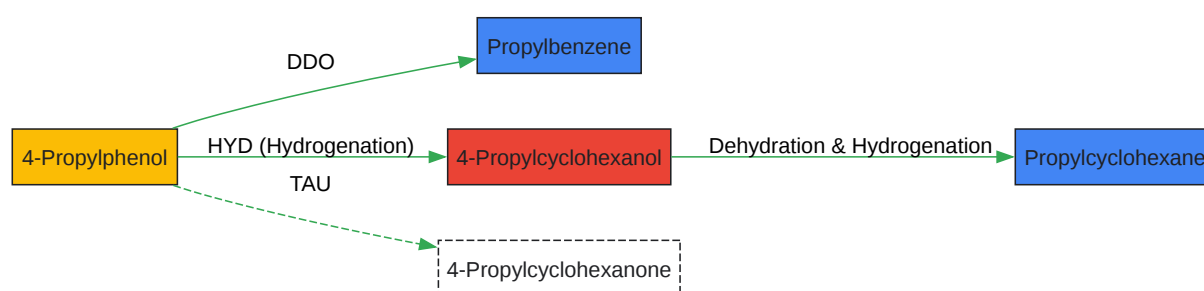 Propylbenzene
DDO
4-Propylphenol
HYD (Hydrogenation)
4-Propylcyclohexanol
Dehydration & Hydrogenation
Propylcyclohexane
TAU
4-Propylcyclohexanone